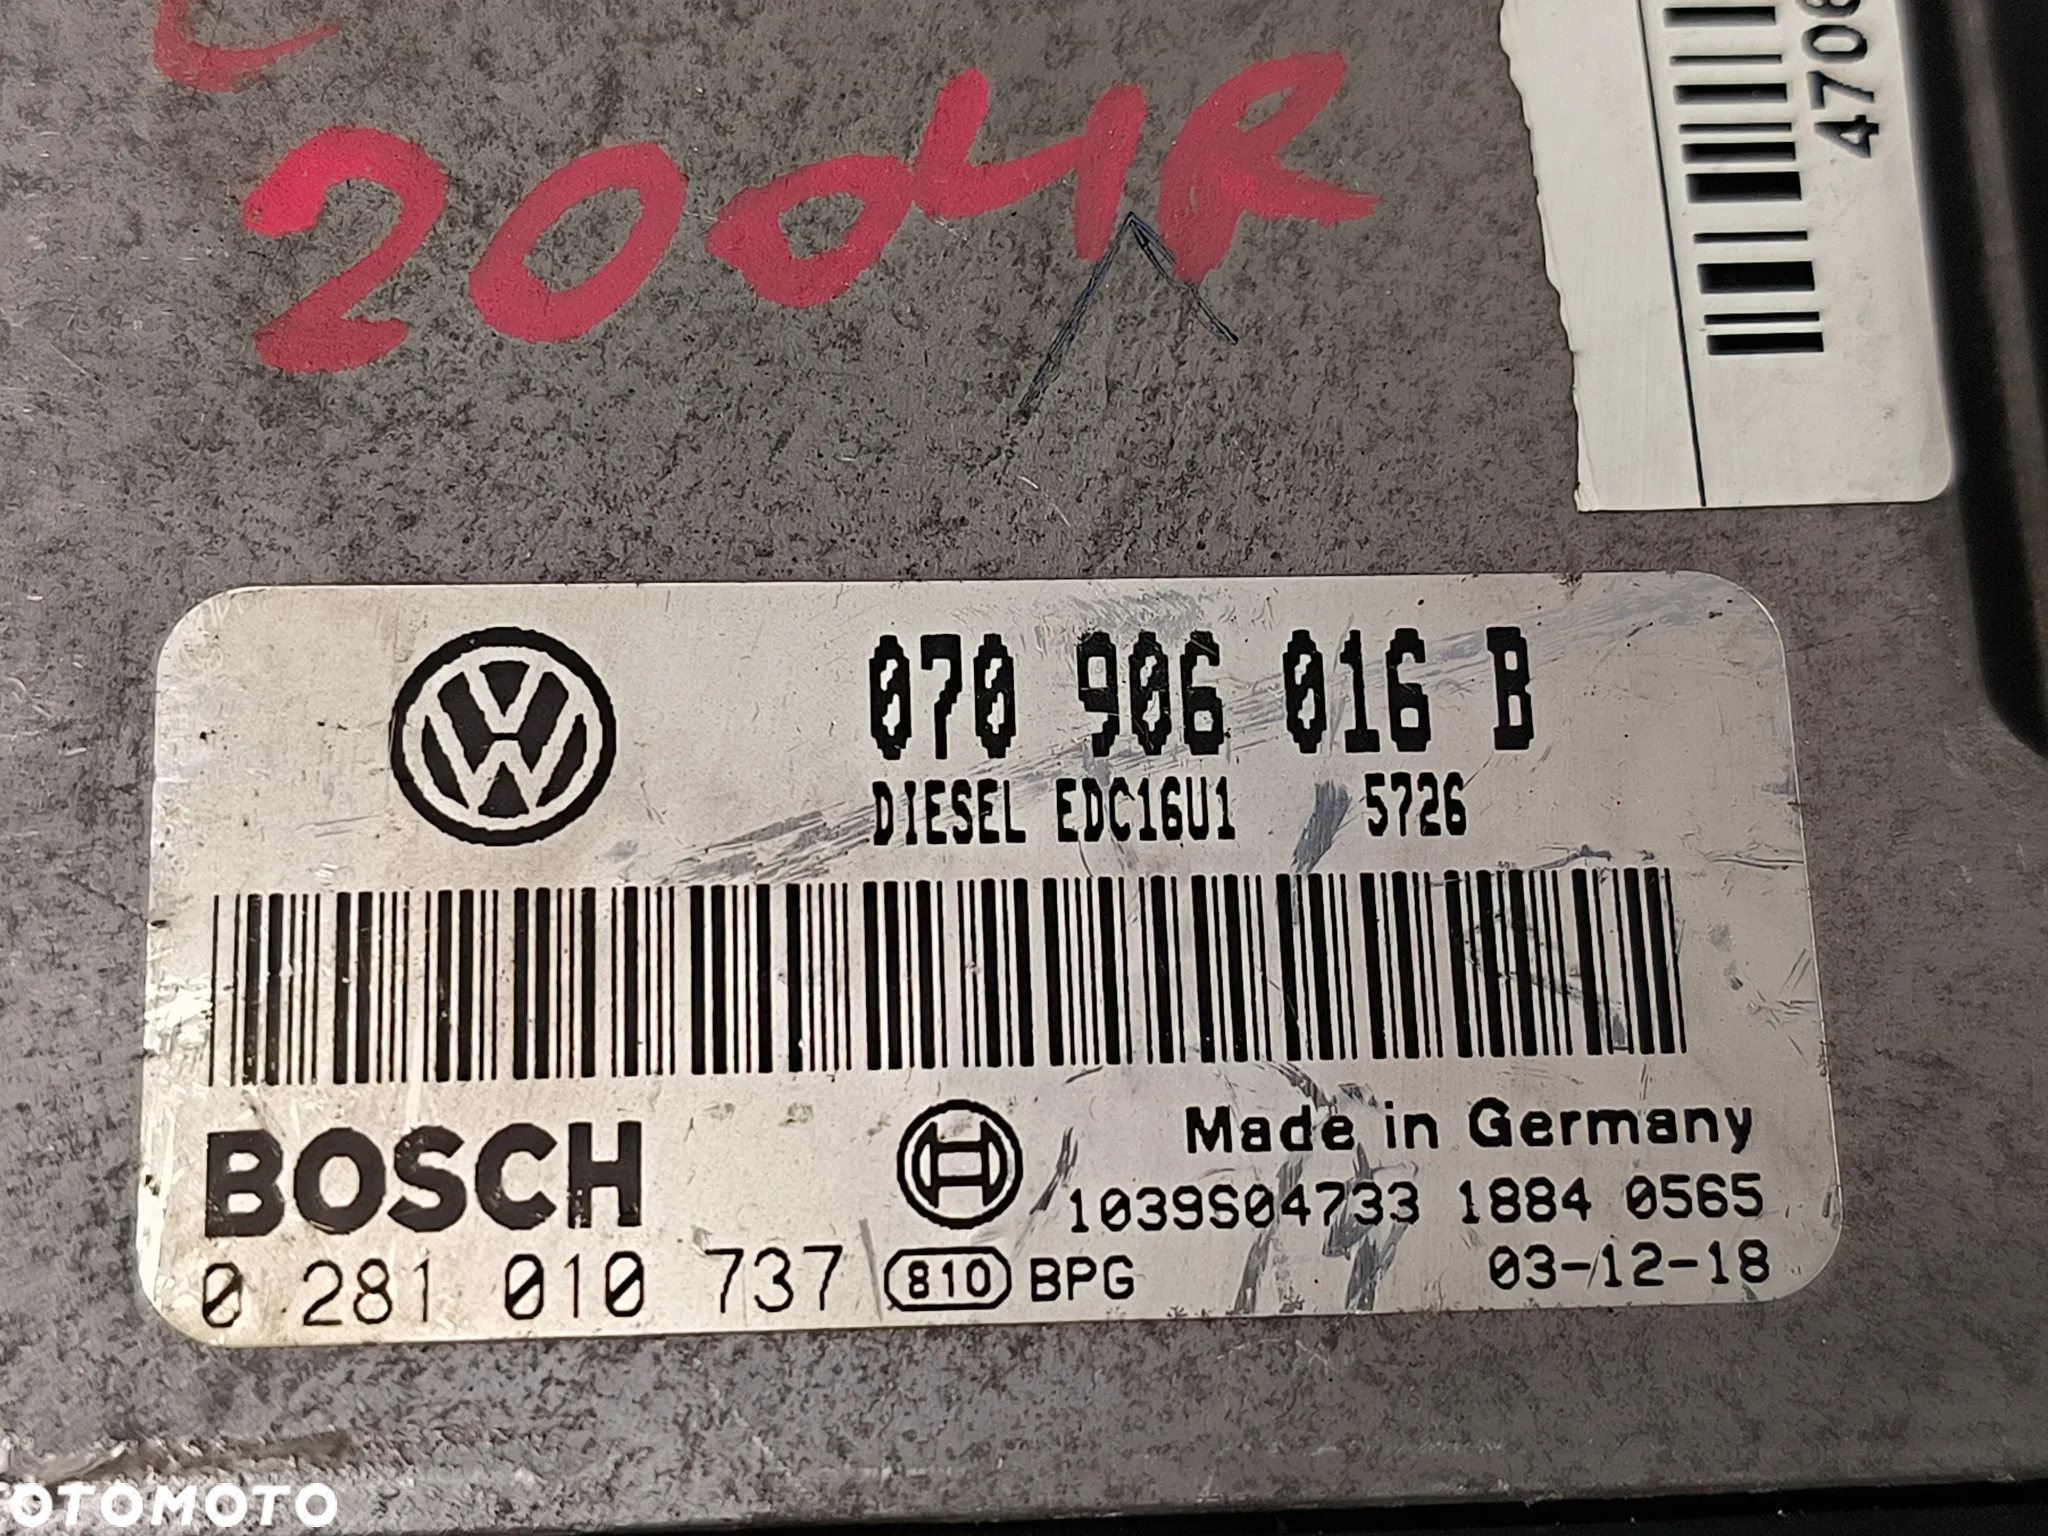 2004R
4708
070 906 016 B
DIESEL EDC16U1 5726
BOSCH
Made in Germany
1039S04733 1884 0565
0 281 010 737 810 BPG 03-12-18
OTOMOTO